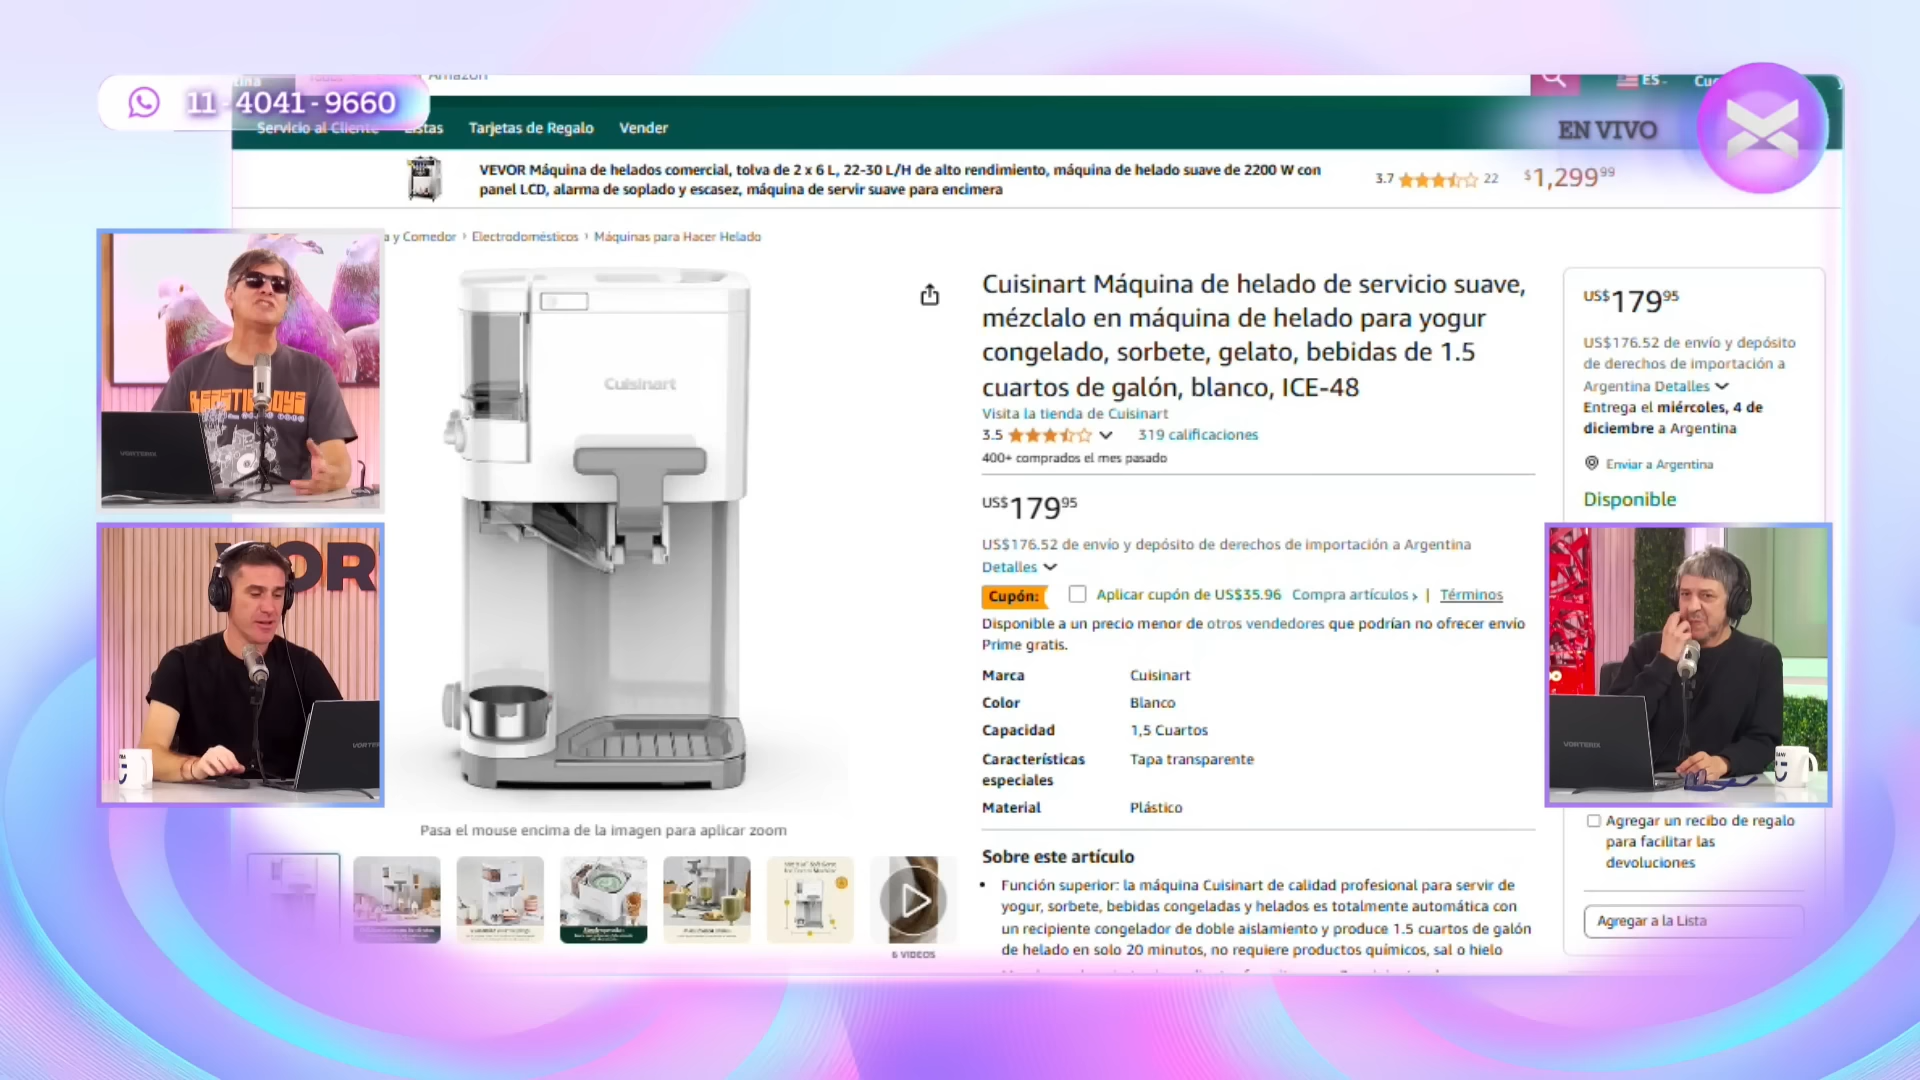 Amazon
11-4041-9660
ES
EN VIVO
Servicio al Cliente Listas Tarjetas de Regalo Vender
VEVOR Máquina de helados comercial, tolva de 2 x 6 L, 22-30 L/H de alto rendimiento, máquina de helado suave de 2200 W con
panel LCD, alarma de soplado y escasez, máquina de servir suave para encimera
3.7 22 $1,299⁹⁹
a y Comedor › Electrodomésticos › Máquinas para Hacer Helado
Cuisinart
BEASTIE BOYS
VORTERIX
VORTERIX
VORTERIX
Cuisinart Máquina de helado de servicio suave,
mézclalo en máquina de helado para yogur
congelado, sorbete, gelato, bebidas de 1.5
cuartos de galón, blanco, ICE-48
Visita la tienda de Cuisinart
3.5 319 calificaciones
400+ comprados el mes pasado
US$179⁹⁵
US$176.52 de envío y depósito de derechos de importación a Argentina
Detalles
Cupón: Aplicar cupón de US$35.96 Compra artículos › | Términos
Disponible a un precio menor de otros vendedores que podrían no ofrecer envío
Prime gratis.
Marca Cuisinart
Color Blanco
Capacidad 1,5 Cuartos
Características
especiales Tapa transparente
Material Plástico
Sobre este artículo
• Función superior: la máquina Cuisinart de calidad profesional para servir de
yogur, sorbete, bebidas congeladas y helados es totalmente automática con
un recipiente congelador de doble aislamiento y produce 1.5 cuartos de galón
de helado en solo 20 minutos, no requiere productos químicos, sal o hielo
US$179⁹⁵
US$176.52 de envío y depósito
de derechos de importación a
Argentina Detalles
Entrega el miércoles, 4 de
diciembre a Argentina
Enviar a Argentina
Disponible
Agregar un recibo de regalo
para facilitar las
devoluciones
Agregar a la Lista
Pasa el mouse encima de la imagen para aplicar zoom
6 VIDEOS